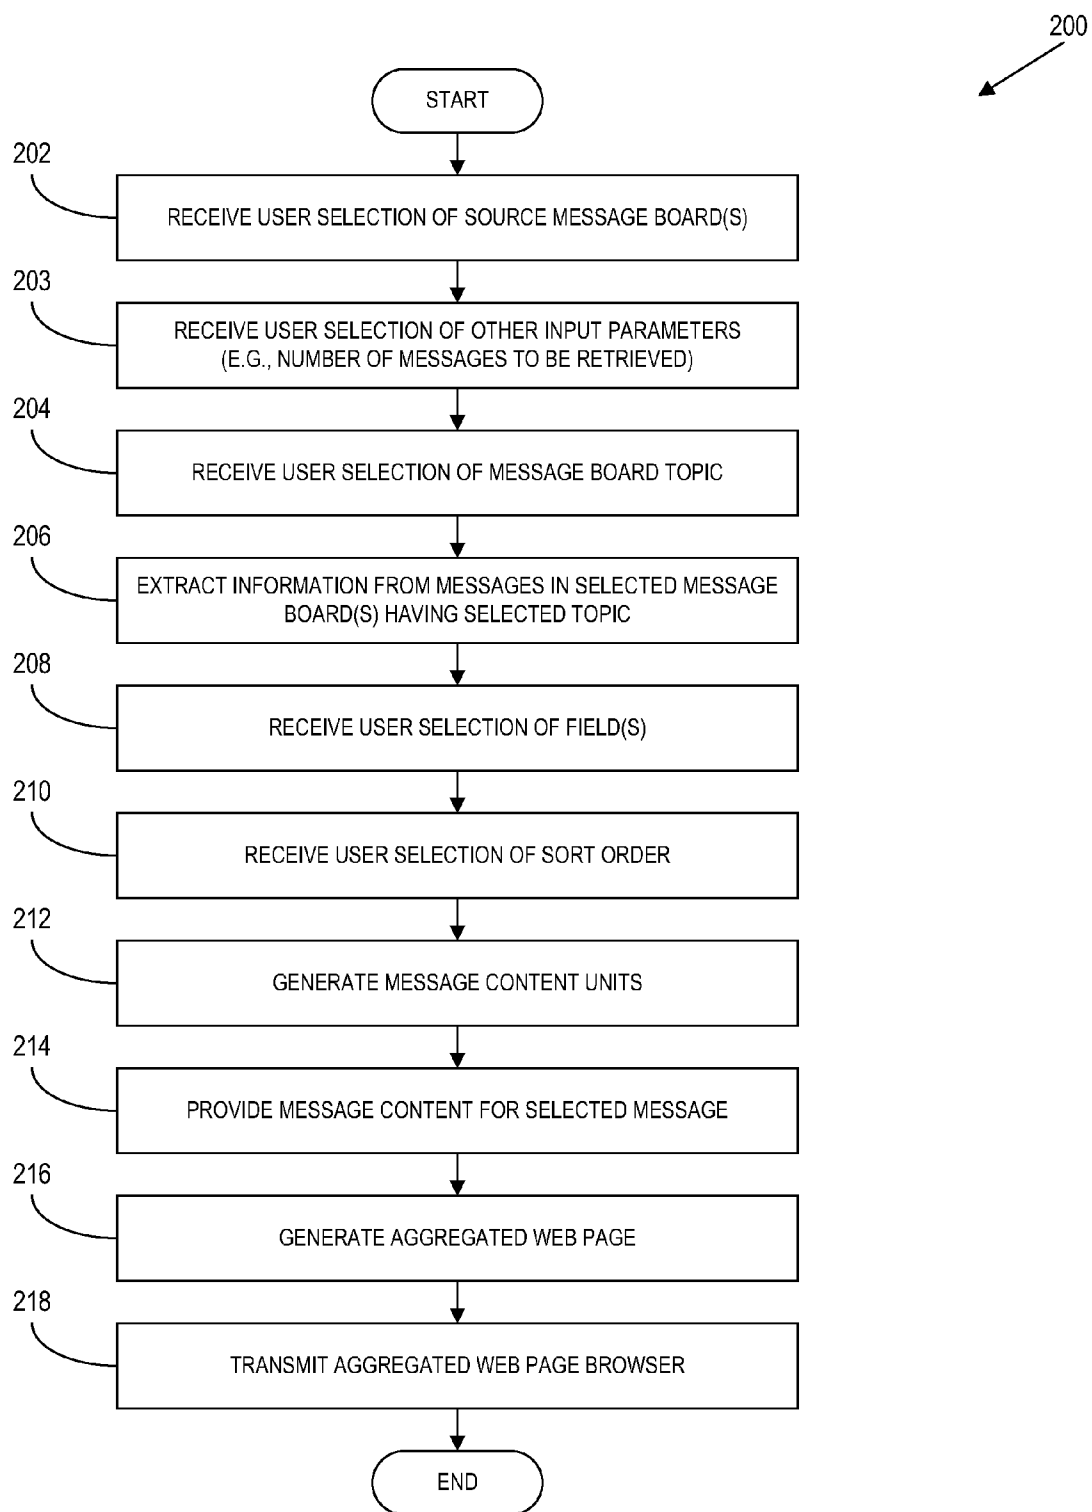 200
START
202
RECEIVE USER SELECTION OF SOURCE MESSAGE BOARD(S)
203
RECEIVE USER SELECTION OF OTHER INPUT PARAMETERS
(E.G., NUMBER OF MESSAGES TO BE RETRIEVED)
204
RECEIVE USER SELECTION OF MESSAGE BOARD TOPIC
206
EXTRACT INFORMATION FROM MESSAGES IN SELECTED MESSAGE
BOARD(S) HAVING SELECTED TOPIC
208
RECEIVE USER SELECTION OF FIELD(S)
210
RECEIVE USER SELECTION OF SORT ORDER
212
GENERATE MESSAGE CONTENT UNITS
214
PROVIDE MESSAGE CONTENT FOR SELECTED MESSAGE
216
GENERATE AGGREGATED WEB PAGE
218
TRANSMIT AGGREGATED WEB PAGE BROWSER
END